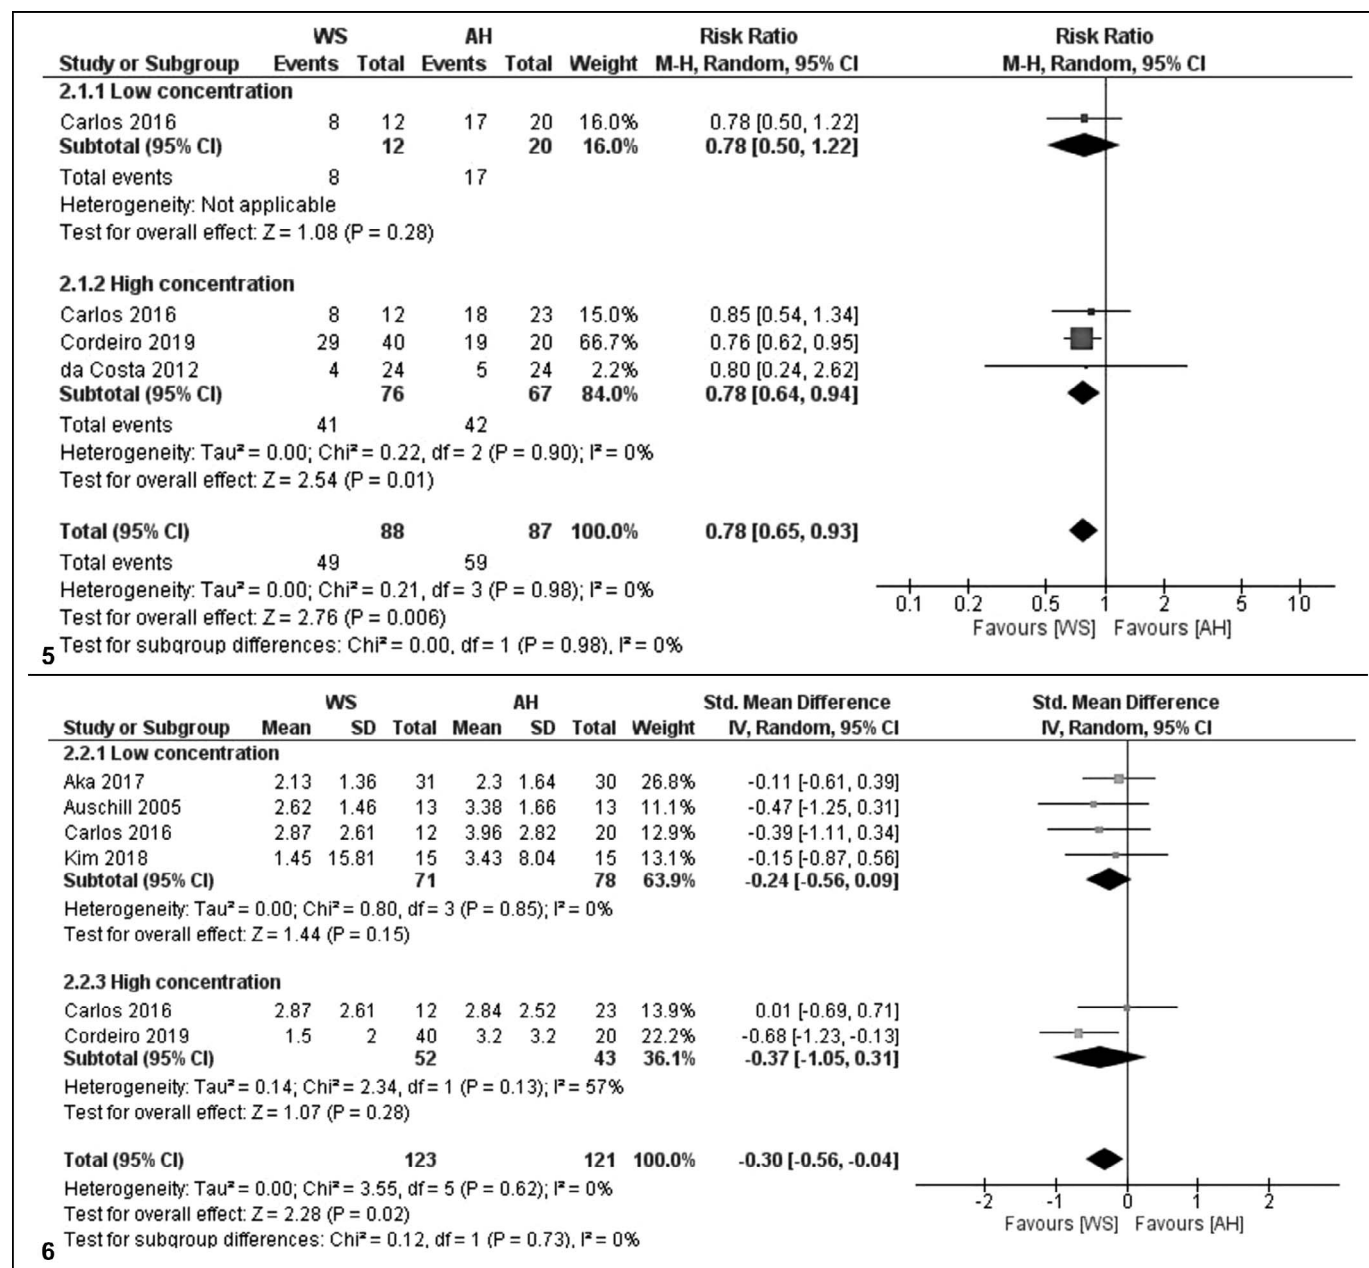 WS AH Risk Ratio Risk Ratio
Study or Subgroup Events Total Events Total Weight M-H, Random, 95% CI M-H, Random, 95% CI
2.1.1 Low concentration
Carlos 2016 8 12 17 20 16.0% 0.78 [0.50, 1.22]
Subtotal (95% CI) 12 20 16.0% 0.78 [0.50, 1.22]
Total events 8 17
Heterogeneity: Not applicable
Test for overall effect: Z = 1.08 (P = 0.28)
2.1.2 High concentration
Carlos 2016 8 12 18 23 15.0% 0.85 [0.54, 1.34]
Cordeiro 2019 29 40 19 20 66.7% 0.76 [0.62, 0.95]
da Costa 2012 4 24 5 24 2.2% 0.80 [0.24, 2.62]
Subtotal (95% CI) 76 67 84.0% 0.78 [0.64, 0.94]
Total events 41 42
Heterogeneity: Tau² = 0.00; Chi² = 0.22, df = 2 (P = 0.90); I² = 0%
Test for overall effect: Z = 2.54 (P = 0.01)
Total (95% CI) 88 87 100.0% 0.78 [0.65, 0.93]
Total events 49 59
Heterogeneity: Tau² = 0.00; Chi² = 0.21, df = 3 (P = 0.98); I² = 0%
Test for overall effect: Z = 2.76 (P = 0.006)
Test for subgroup differences: Chi² = 0.00, df = 1 (P = 0.98), I² = 0%
0.1 0.2 0.5 1 2 5 10
Favours [WS] Favours [AH]
5
WS AH Std. Mean Difference Std. Mean Difference
Study or Subgroup Mean SD Total Mean SD Total Weight IV, Random, 95% CI IV, Random, 95% CI
2.2.1 Low concentration
Aka 2017 2.13 1.36 31 2.3 1.64 30 26.8% -0.11 [-0.61, 0.39]
Auschill 2005 2.62 1.46 13 3.38 1.66 13 11.1% -0.47 [-1.25, 0.31]
Carlos 2016 2.87 2.61 12 3.96 2.82 20 12.9% -0.39 [-1.11, 0.34]
Kim 2018 1.45 15.81 15 3.43 8.04 15 13.1% -0.15 [-0.87, 0.56]
Subtotal (95% CI) 71 78 63.9% -0.24 [-0.56, 0.09]
Heterogeneity: Tau² = 0.00; Chi² = 0.80, df = 3 (P = 0.85); I² = 0%
Test for overall effect: Z = 1.44 (P = 0.15)
2.2.3 High concentration
Carlos 2016 2.87 2.61 12 2.84 2.52 23 13.9% 0.01 [-0.69, 0.71]
Cordeiro 2019 1.5 2 40 3.2 3.2 20 22.2% -0.68 [-1.23, -0.13]
Subtotal (95% CI) 52 43 36.1% -0.37 [-1.05, 0.31]
Heterogeneity: Tau² = 0.14; Chi² = 2.34, df = 1 (P = 0.13); I² = 57%
Test for overall effect: Z = 1.07 (P = 0.28)
Total (95% CI) 123 121 100.0% -0.30 [-0.56, -0.04]
Heterogeneity: Tau² = 0.00; Chi² = 3.55, df = 5 (P = 0.62); I² = 0%
Test for overall effect: Z = 2.28 (P = 0.02)
Test for subgroup differences: Chi² = 0.12, df = 1 (P = 0.73), I² = 0%
-2 -1 0 1 2
Favours [WS] Favours [AH]
6